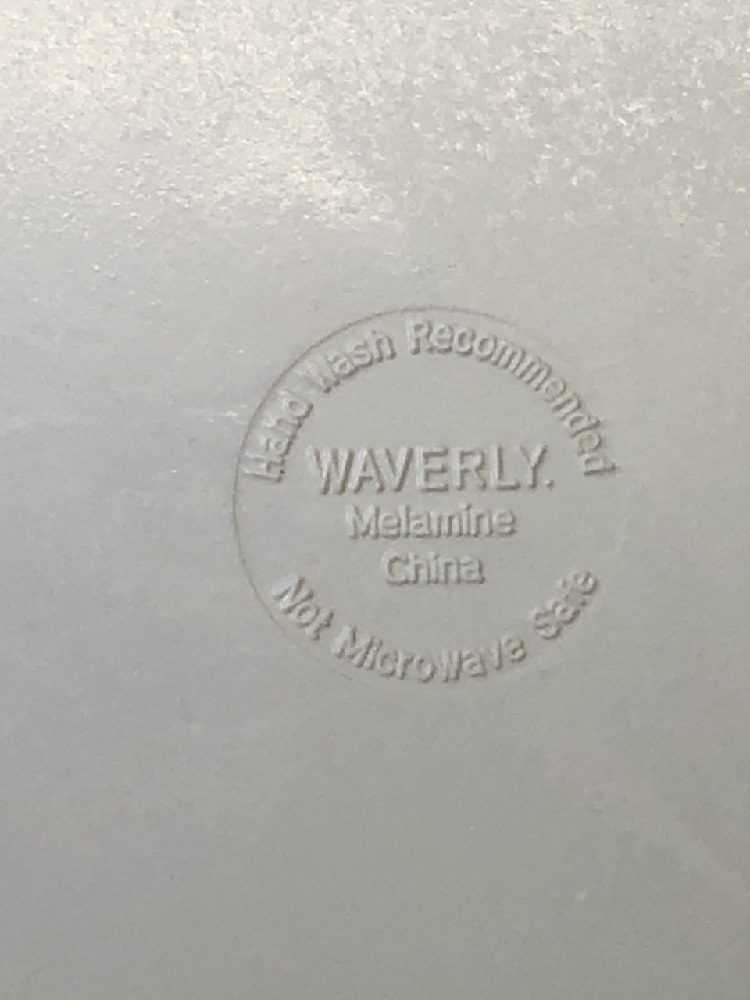 Hand Wash Recommended
WAVERLY.
Melamine
China
Not Microwave Safe